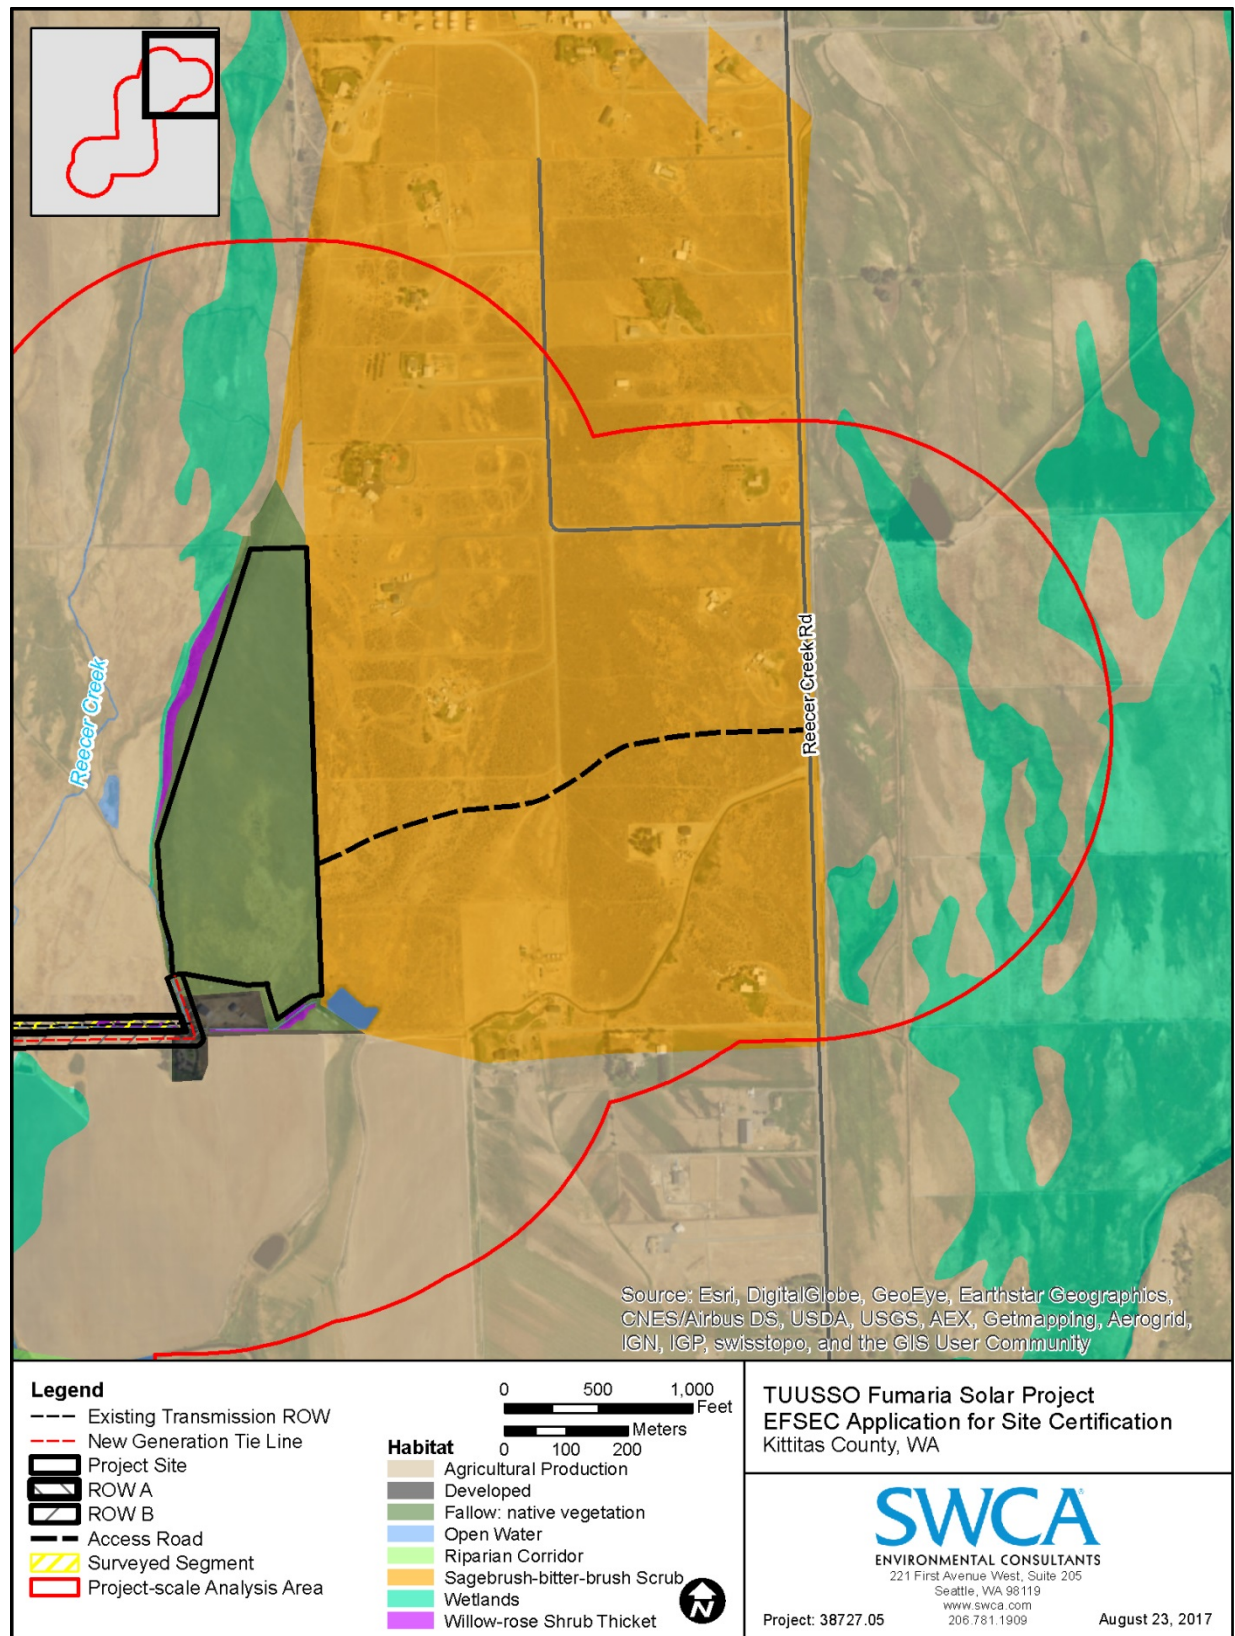 Reecer Creek
Reecer Creek Rd
Source: Esri, DigitalGlobe, GeoEye, Earthstar Geographics,
CNES/Airbus DS, USDA, USGS, AEX, Getmapping, Aerogrid,
IGN, IGP, swisstopo, and the GIS User Community
Legend
Existing Transmission ROW
New Generation Tie Line
Project Site
ROW A
ROW B
Access Road
Surveyed Segment
Project-scale Analysis Area
0 500 1,000
Feet
Meters
0 100 200
Habitat
Agricultural Production
Developed
Fallow: native vegetation
Open Water
Riparian Corridor
Sagebrush-bitter-brush Scrub
Wetlands
Willow-rose Shrub Thicket
N
TUUSSO Fumaria Solar Project
EFSEC Application for Site Certification
Kittitas County, WA
SWCA
ENVIRONMENTAL CONSULTANTS
221 First Avenue West, Suite 205
Seattle, WA 98119
www.swca.com
206.781.1909
Project: 38727.05
August 23, 2017